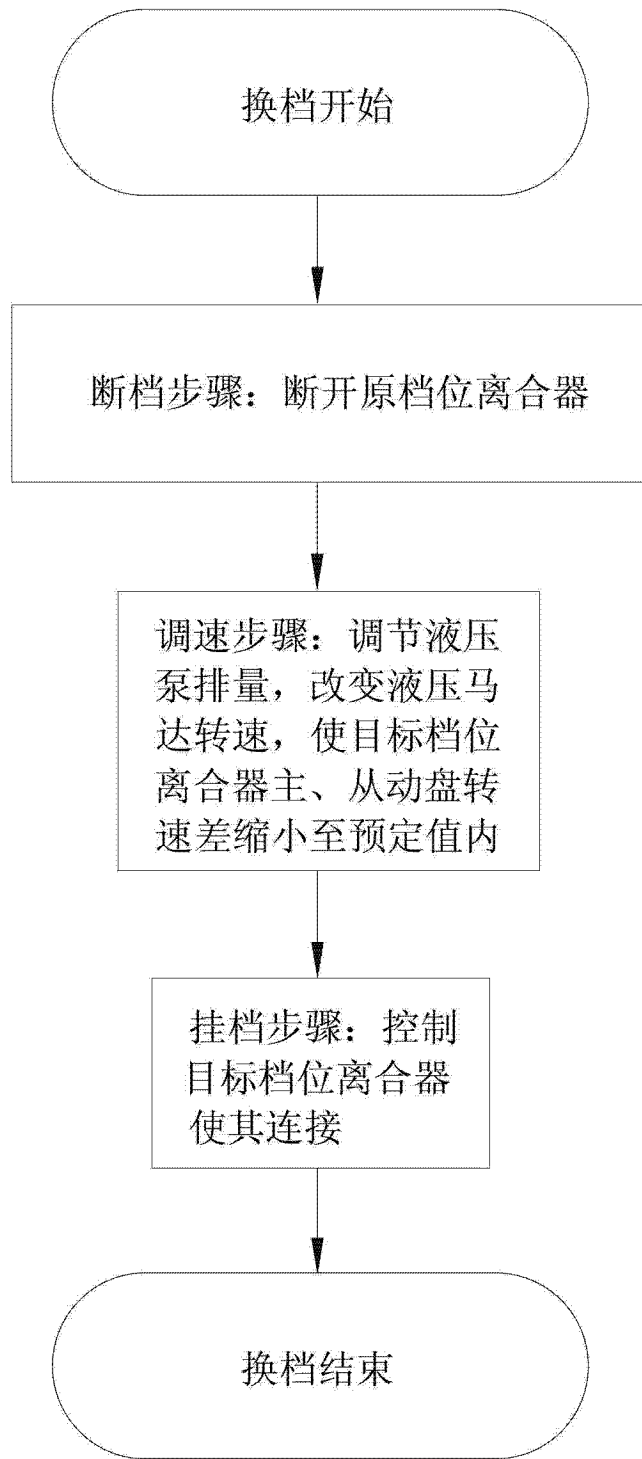 换档开始
断档步骤：断开原档位离合器
调速步骤：调节液压
泵排量，改变液压马
达转速，使目标档位
离合器主、从动盘转
速差缩小至预定值内
挂档步骤：控制
目标档位离合器
使其连接
换档结束